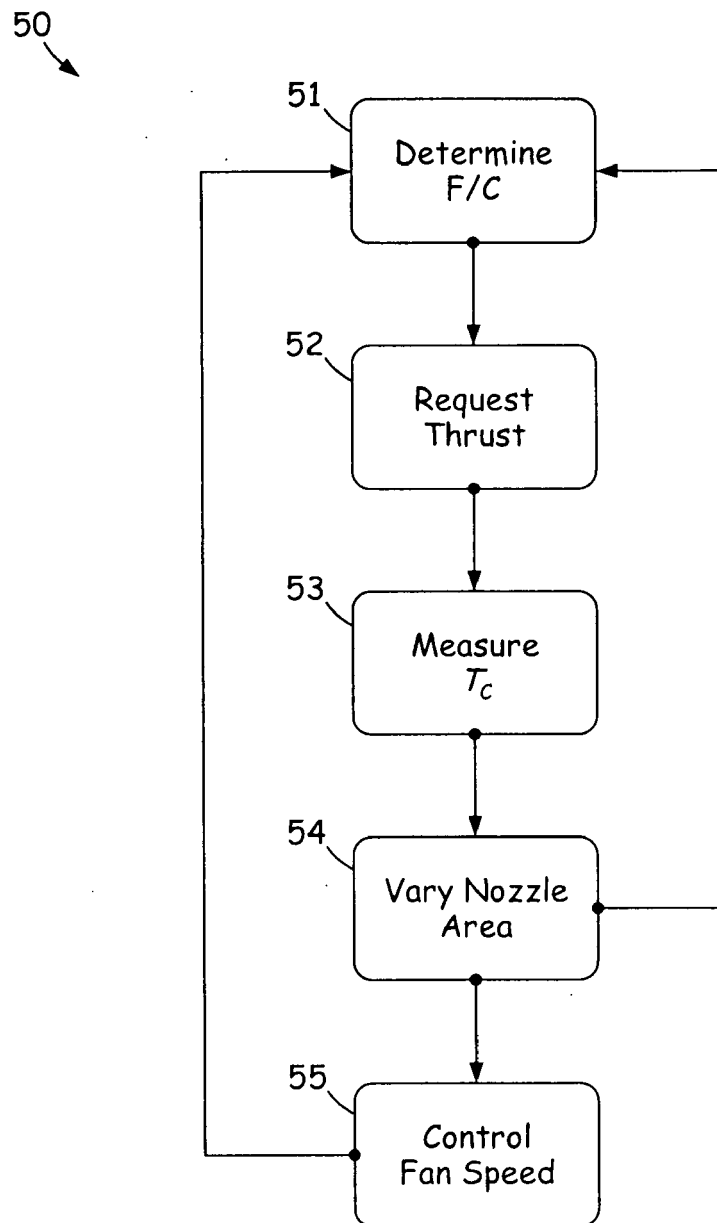 50
51
Determine
F/C
52
Request
Thrust
53
Measure
T_C
54
Vary Nozzle
Area
55
Control
Fan Speed